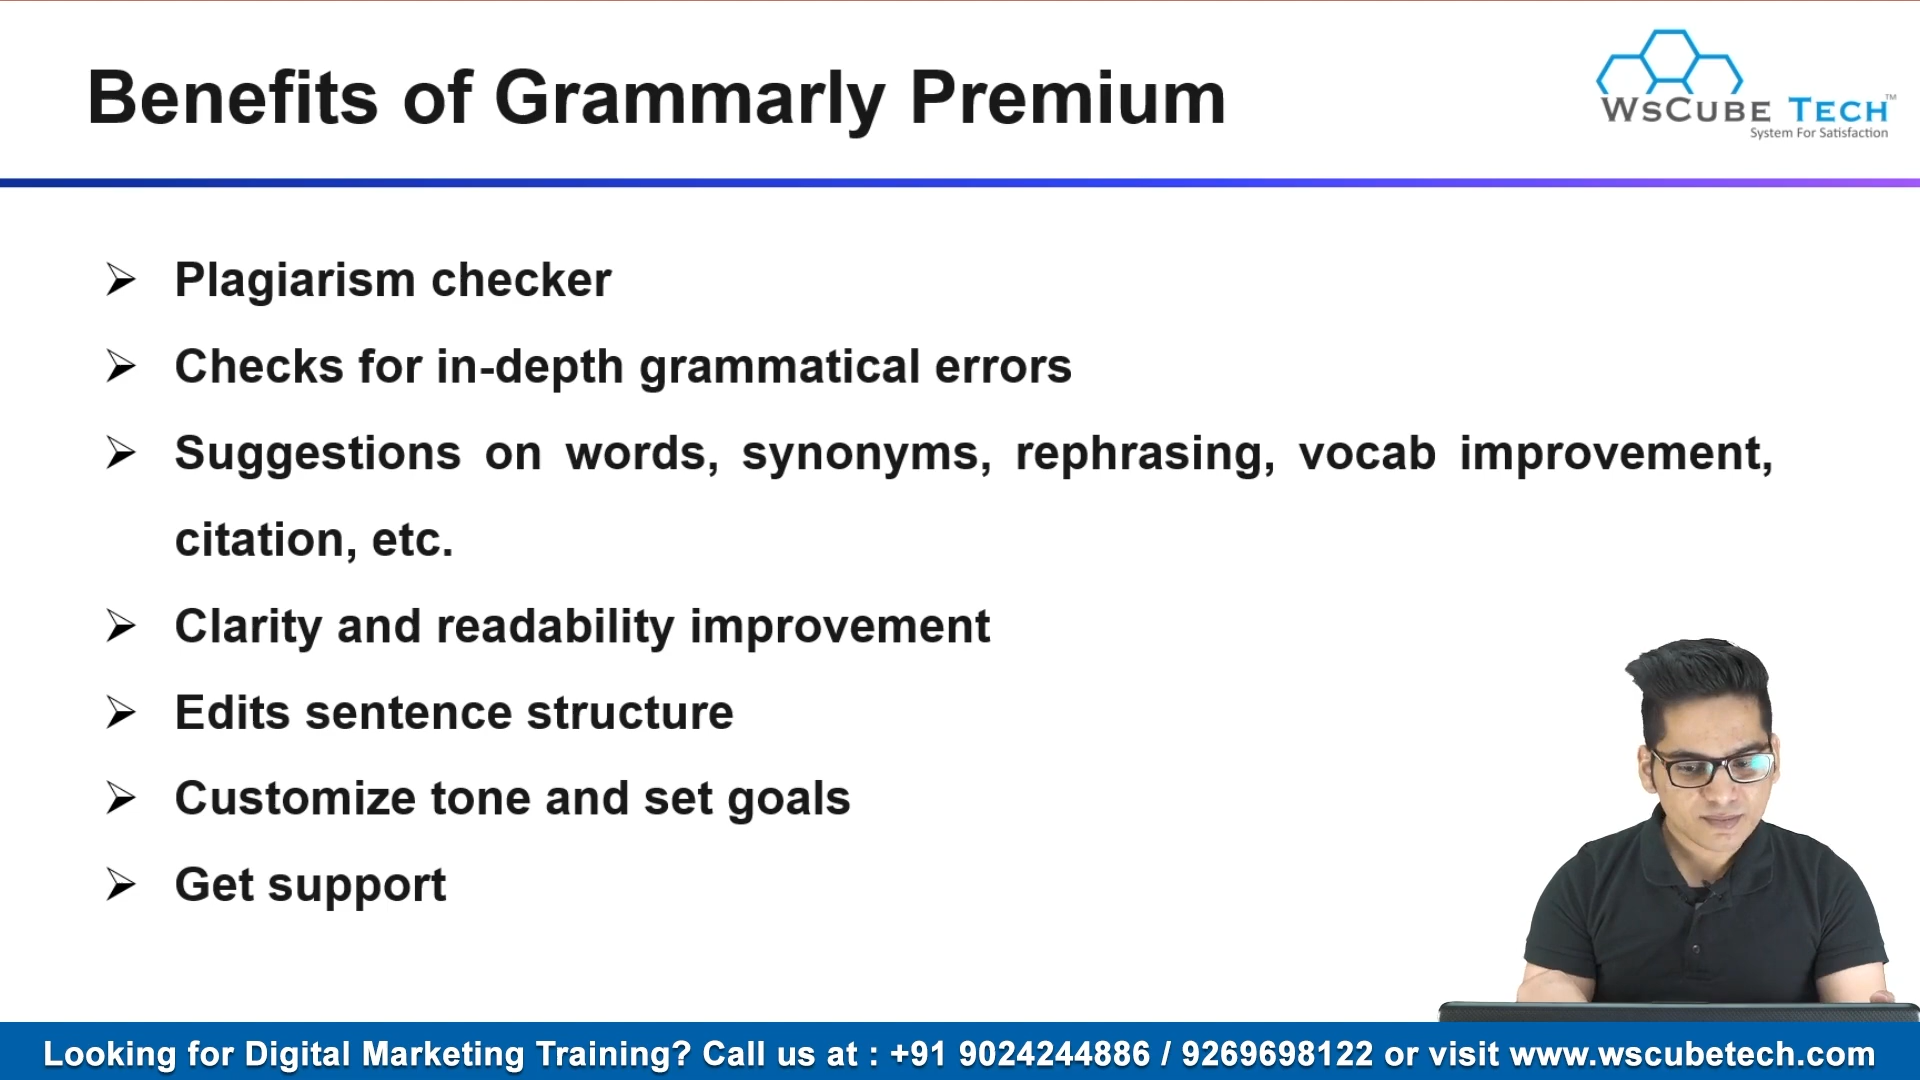 Benefits of Grammarly Premium
WsCube Tech™
System For Satisfaction
Plagiarism checker
Checks for in-depth grammatical errors
Suggestions on words, synonyms, rephrasing, vocab improvement,
citation, etc.
Clarity and readability improvement
Edits sentence structure
Customize tone and set goals
Get support
Looking for Digital Marketing Training? Call us at : +91 9024244886 / 9269698122 or visit www.wscubetech.com